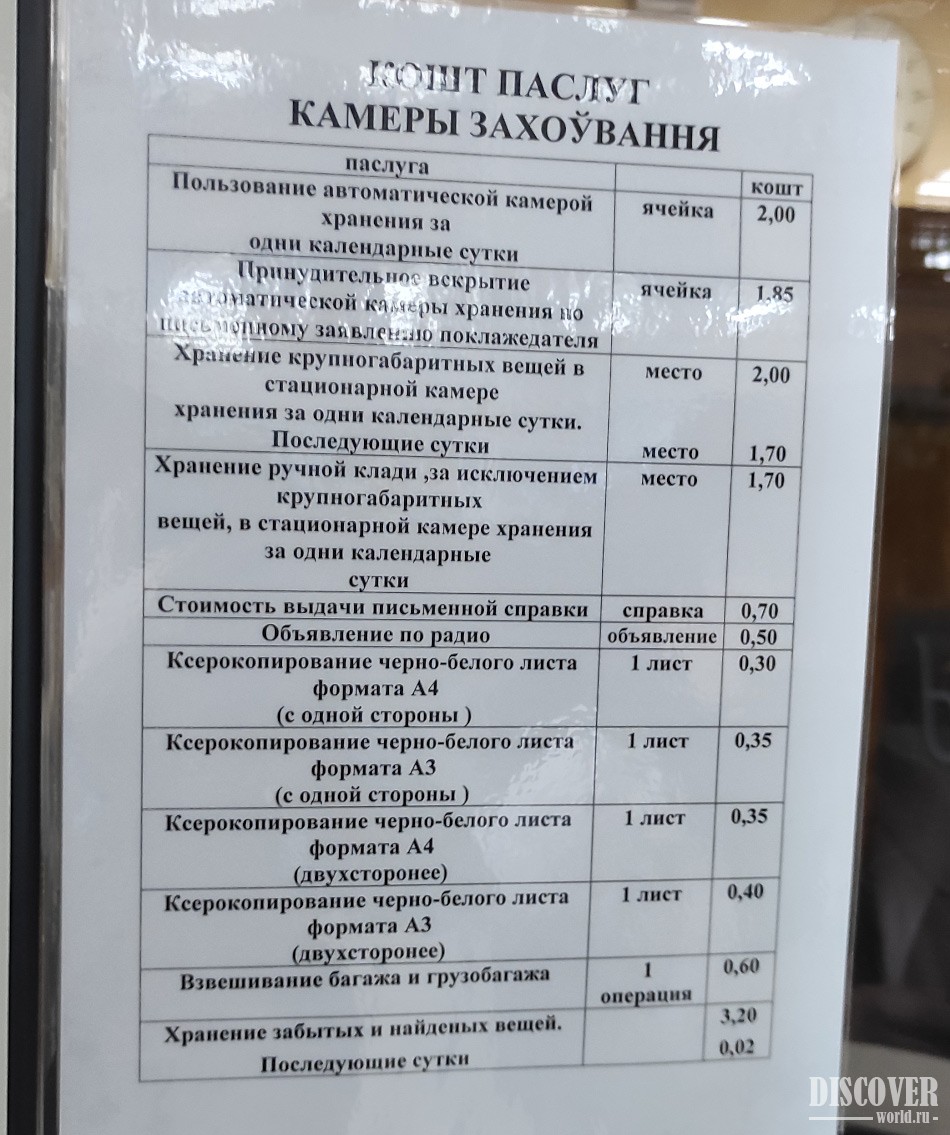 КОШТ ПАСЛУГ
КАМЕРЫ ЗАХОЎВАННЯ
паслуга кошт
Пользование автоматической камерой ячейка 2,00
хранения за
одни календарные сутки
Принудительное вскрытие ячейка 1.85
автоматической камеры хранения по
письменному заявлению поклажедателя
Хранение крупногабаритных вещей в место 2,00
стационарной камере
хранения за одни календарные сутки.
Последующие сутки место 1,70
Хранение ручной клади ,за исключением место 1,70
крупногабаритных
вещей, в стационарной камере хранения
за одни календарные
сутки
Стоимость выдачи письменной справки справка 0,70
Объявление по радио объявление 0,50
Ксерокопирование черно-белого листа 1 лист 0,30
формата А4
(с одной стороны )
Ксерокопирование черно-белого листа 1 лист 0,35
формата А3
(с одной стороны )
Ксерокопирование черно-белого листа 1 лист 0,35
формата А4
(двухсторонее)
Ксерокопирование черно-белого листа 1 лист 0,40
формата А3
(двухсторонее)
Взвешивание багажа и грузобагажа 1 0,60
операция
Хранение забытых и найденых вещей. 3,20
Последующие сутки 0,02
DISCOVER
world.ru